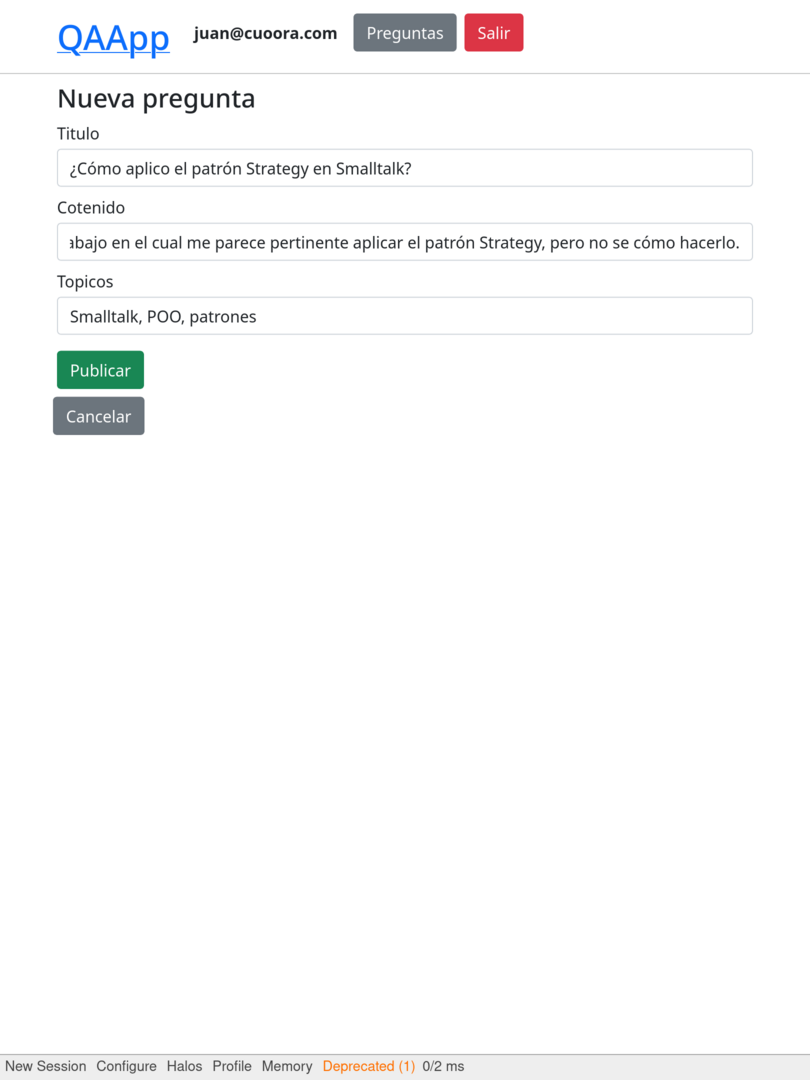 QAApp juan@cuoora.com Preguntas Salir
Nueva pregunta
Titulo
¿Cómo aplico el patrón Strategy en Smalltalk?
Cotenido
abajo en el cual me parece pertinente aplicar el patrón Strategy, pero no se cómo hacerlo.
Topicos
Smalltalk, POO, patrones
Publicar
Cancelar
New Session Configure Halos Profile Memory Deprecated (1) 0/2 ms